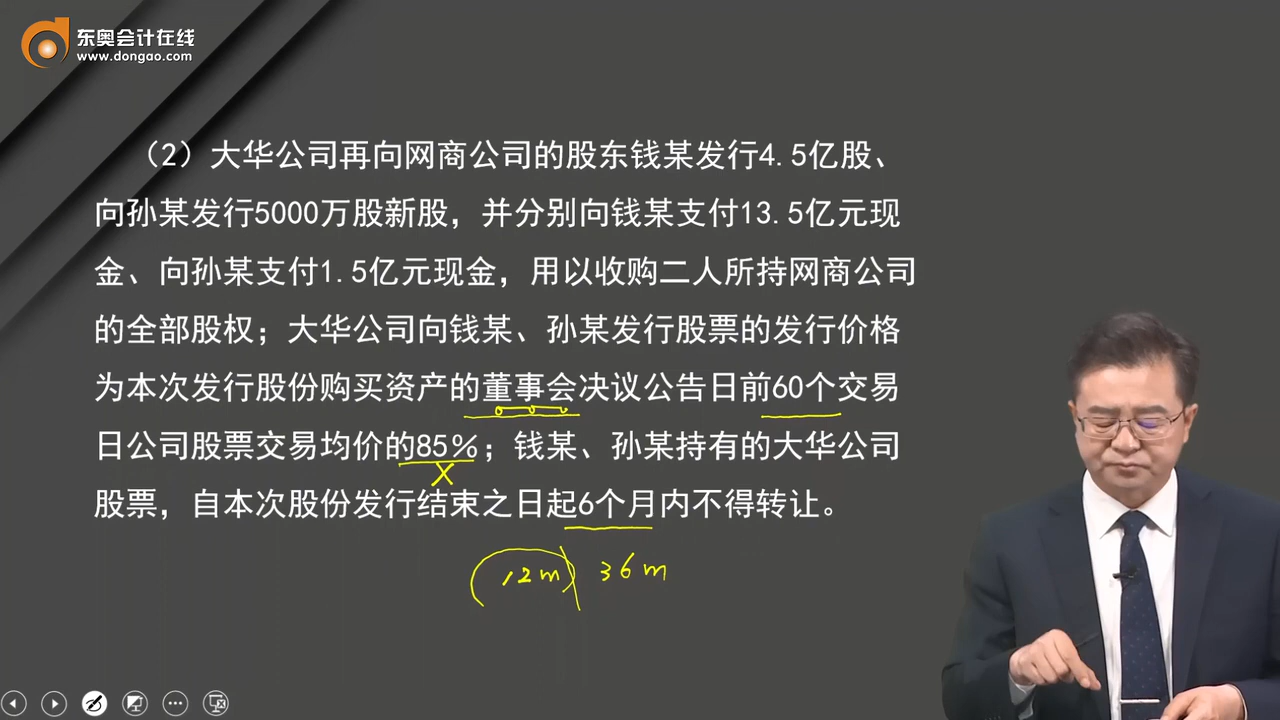 东奥会计在线
www.dongao.com
（2）大华公司再向网商公司的股东钱某发行4.5亿股、
向孙某发行5000万股新股，并分别向钱某支付13.5亿元现
金、向孙某支付1.5亿元现金，用以收购二人所持网商公司
的全部股权；大华公司向钱某、孙某发行股票的发行价格
为本次发行股份购买资产的董事会决议公告日前60个交易
日公司股票交易均价的85%；钱某、孙某持有的大华公司
股票，自本次股份发行结束之日起6个月内不得转让。
12m 36m